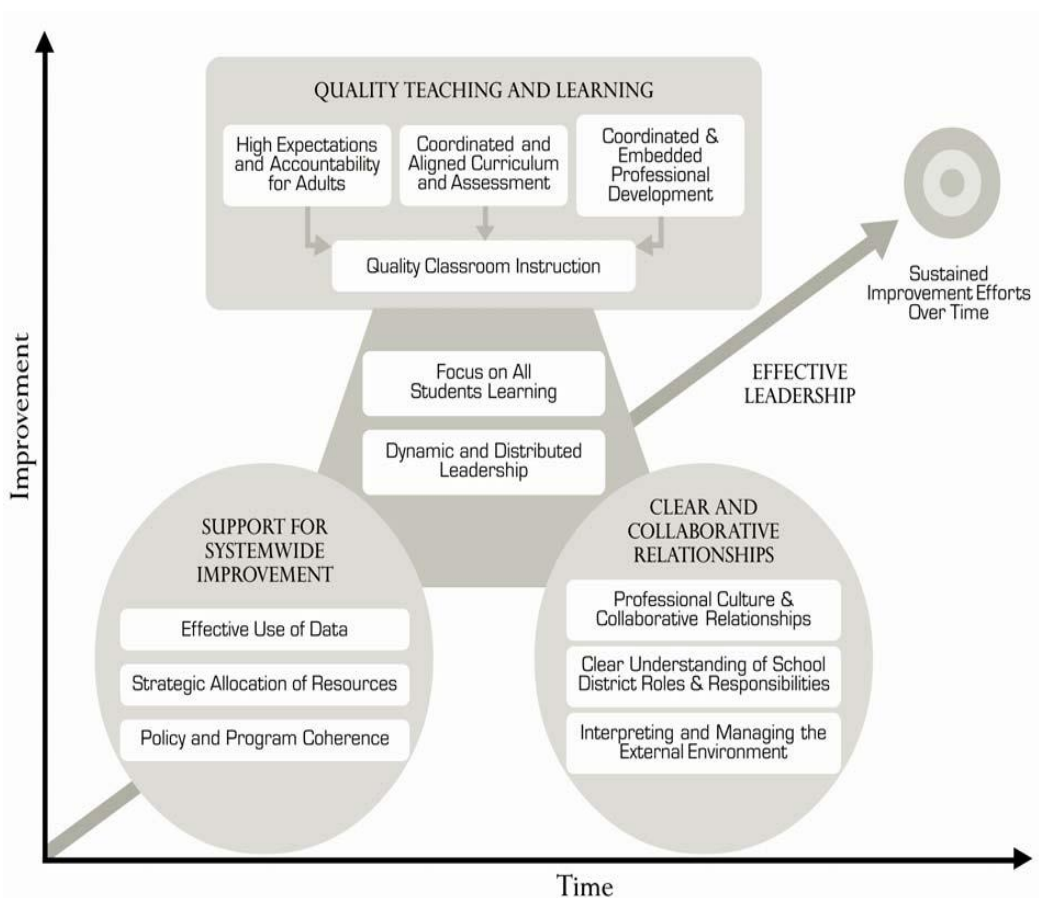 QUALITY TEACHING AND LEARNING
High Expectations
and Accountability
for Adults
Coordinated and
Aligned Curriculum
and Assessment
Coordinated &
Embedded
Professional
Development
Quality Classroom Instruction
Sustained
Improvement Efforts
Over Time
Focus on All
Students Learning
EFFECTIVE
LEADERSHIP
Dynamic and Distributed
Leadership
Improvement
SUPPORT FOR
SYSTEMWIDE
IMPROVEMENT
Effective Use of Data
Strategic Allocation of Resources
Policy and Program Coherence
CLEAR AND
COLLABORATIVE
RELATIONSHIPS
Professional Culture &
Collaborative Relationships
Clear Understanding of School
District Roles & Responsibilities
Interpreting and Managing the
External Environment
Time